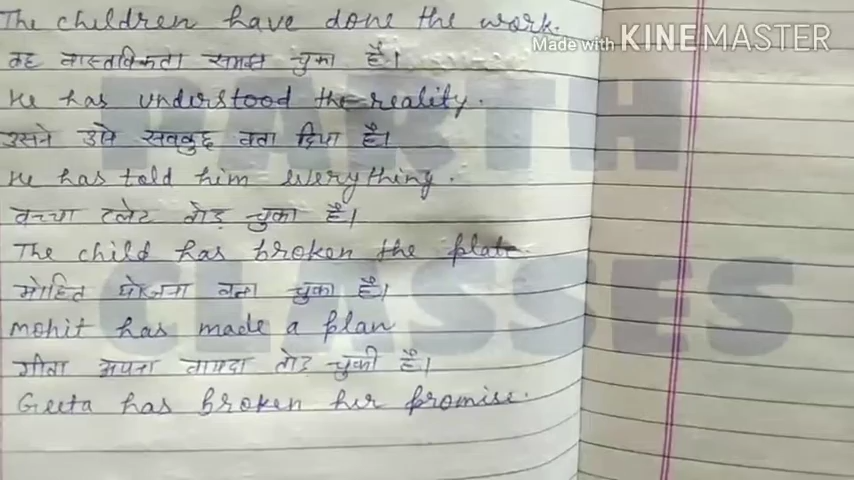 The children have done the work.
Made with KINEMASTER
वह वास्तविकता समझ चुका है।
He has understood the reality.
उसने उसे सबकुछ बता दिया है।
He has told him everything.
बच्चा प्लेट तोड़ चुका है।
The child has broken the plate.
मोहित योजना बना चुका है।
Mohit has made a plan
गीता अपना वायदा तोड़ चुकी है।
Geeta has broken her promise.
PARTH
CLASSES